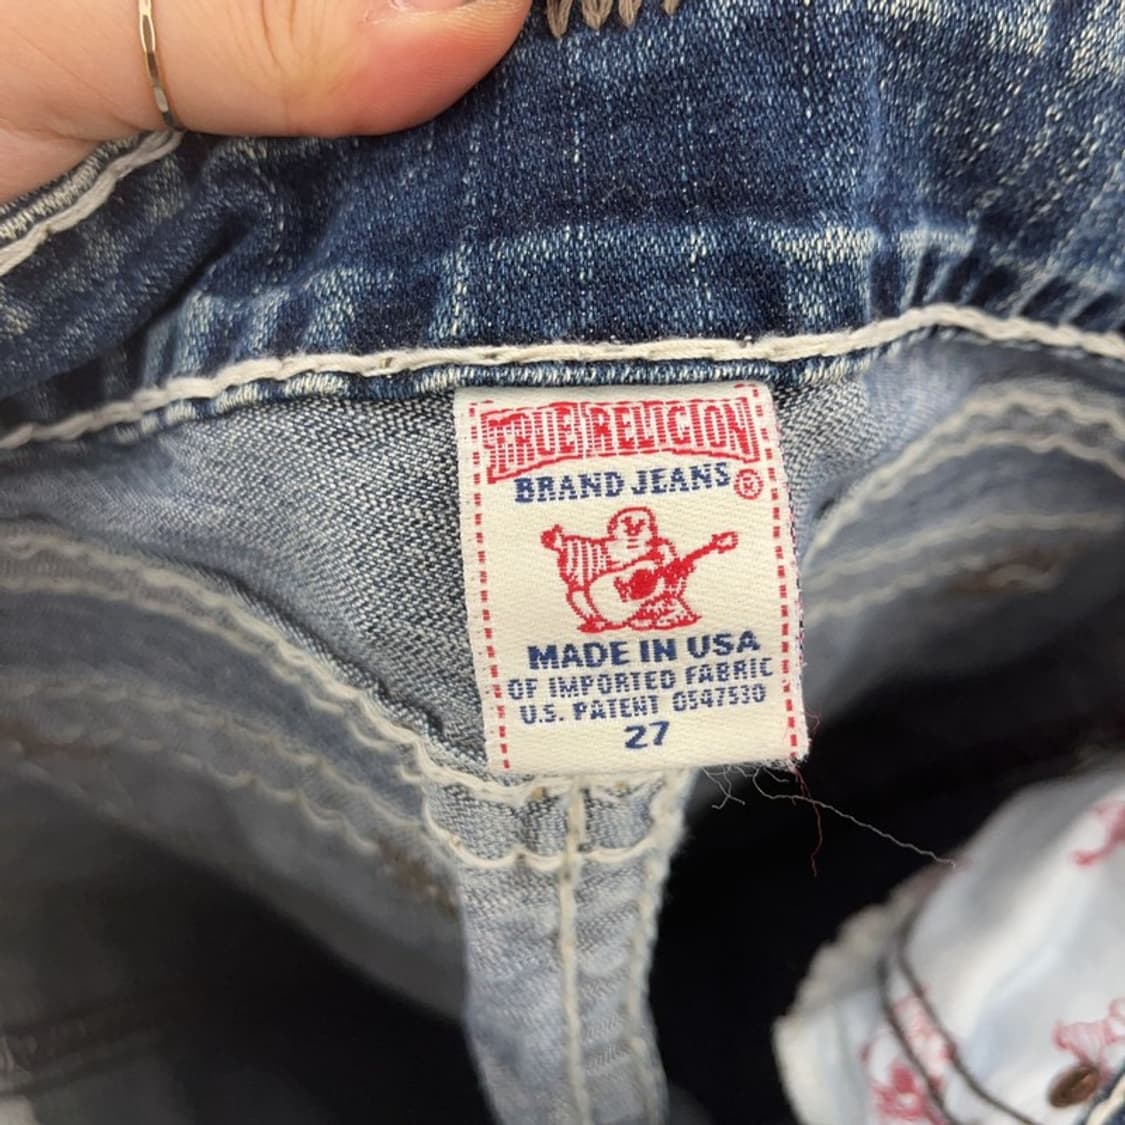 TRUE RELIGION
BRAND JEANS ®
MADE IN USA
OF IMPORTED FABRIC
U.S. PATENT 0547530
27